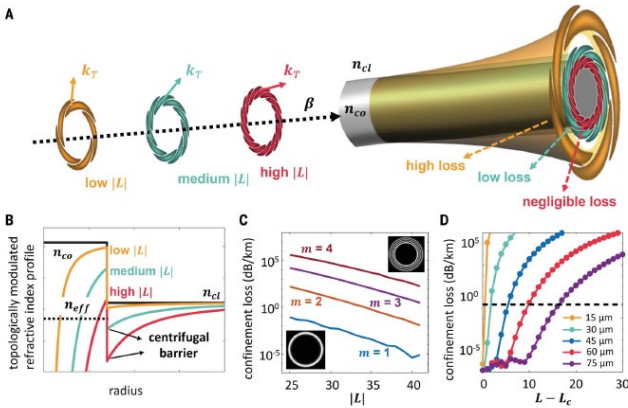 A
k_T
k_T
k_T
β
n_cl
n_co
low |L|
medium |L|
high |L|
high loss
low loss
negligible loss
B
topologically modulated
refractive index profile
n_co
low |L|
medium |L|
high |L|
n_cl
n_eff
centrifugal
barrier
radius
C
confinement loss (dB/km)
10^5
10^0
10^-5
m = 4
m = 3
m = 2
m = 1
25
30
35
40
|L|
D
confinement loss (dB/km)
10^5
10^0
10^-5
15 μm
30 μm
45 μm
60 μm
75 μm
0
10
20
30
L − L_c